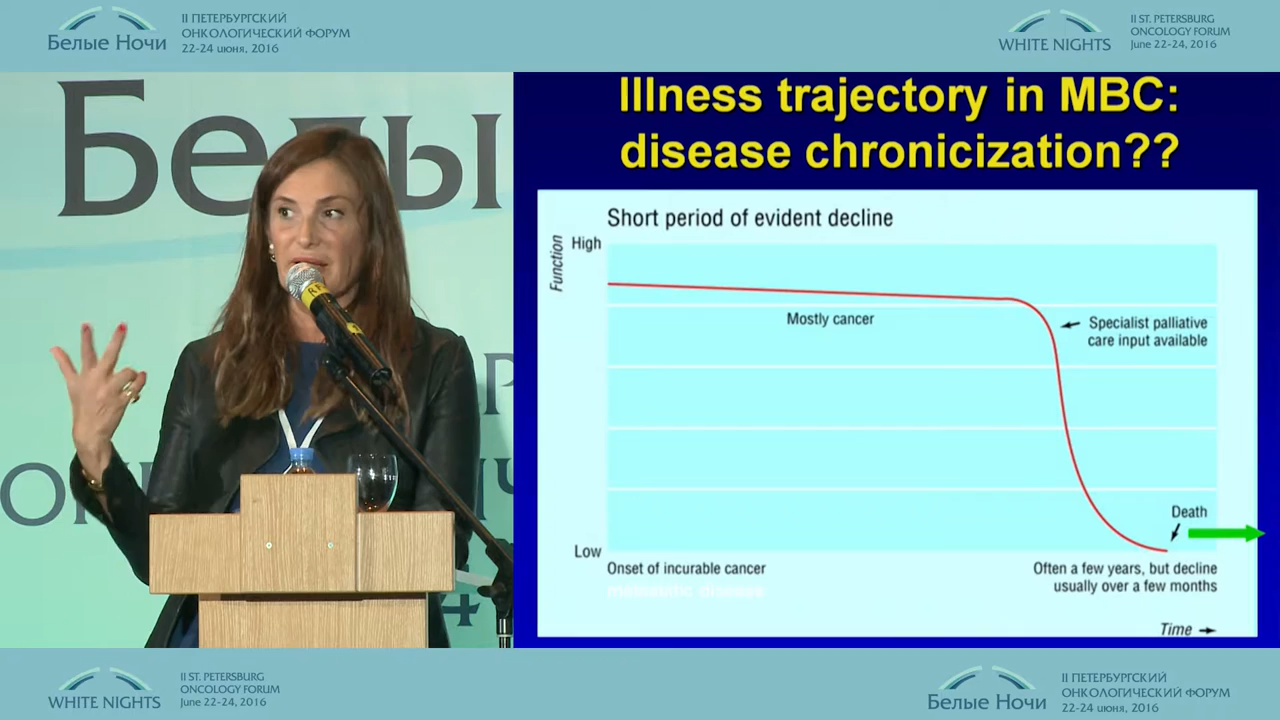 Белые Ночи
II ПЕТЕРБУРГСКИЙ
ОНКОЛОГИЧЕСКИЙ ФОРУМ
22-24 июня, 2016
WHITE NIGHTS
II ST. PETERSBURG
ONCOLOGY FORUM
June 22-24, 2016
Белы
Illness trajectory in MBC:
disease chronicization??
Short period of evident decline
Function
High
Mostly cancer
Specialist palliative
care input available
Death
Low
Onset of incurable cancer
metastatic disease
Often a few years, but decline
usually over a few months
Time
WHITE NIGHTS
II ST. PETERSBURG
ONCOLOGY FORUM
June 22-24, 2016
Белые Ночи
II ПЕТЕРБУРГСКИЙ
ОНКОЛОГИЧЕСКИЙ ФОРУМ
22-24 июня, 2016